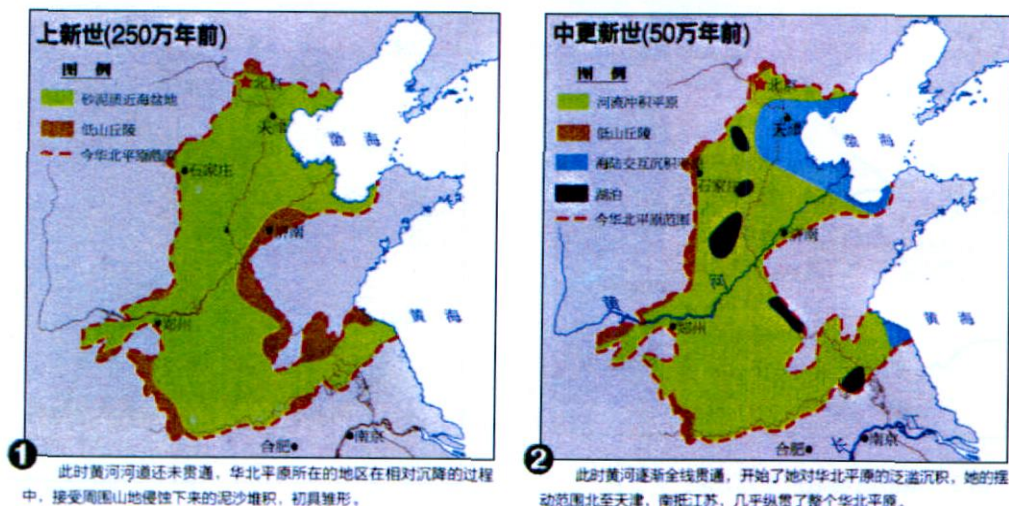 上新世(250万年前)
图 例
砂泥质近海盆地
低山丘陵
今华北平原范围
北京
天津
渤 海
石家庄
济南
黄 海
郑州
合肥
南京
1
此时黄河河道还未贯通，华北平原所在的地区在相对沉降的过程
中，接受周围山地侵蚀下来的泥沙堆积，初具雏形。
中更新世(50万年前)
图 例
河流冲积平原
低山丘陵
海陆交互沉积平原
湖泊
今华北平原范围
北京
天津
渤 海
石家庄
济南
黄 河
黄 海
郑州
合肥
南京
长 江
2
此时黄河逐渐全线贯通，开始了她对华北平原的泛滥沉积，她的摆
动范围北至天津，南抵江苏，几乎纵贯了整个华北平原。